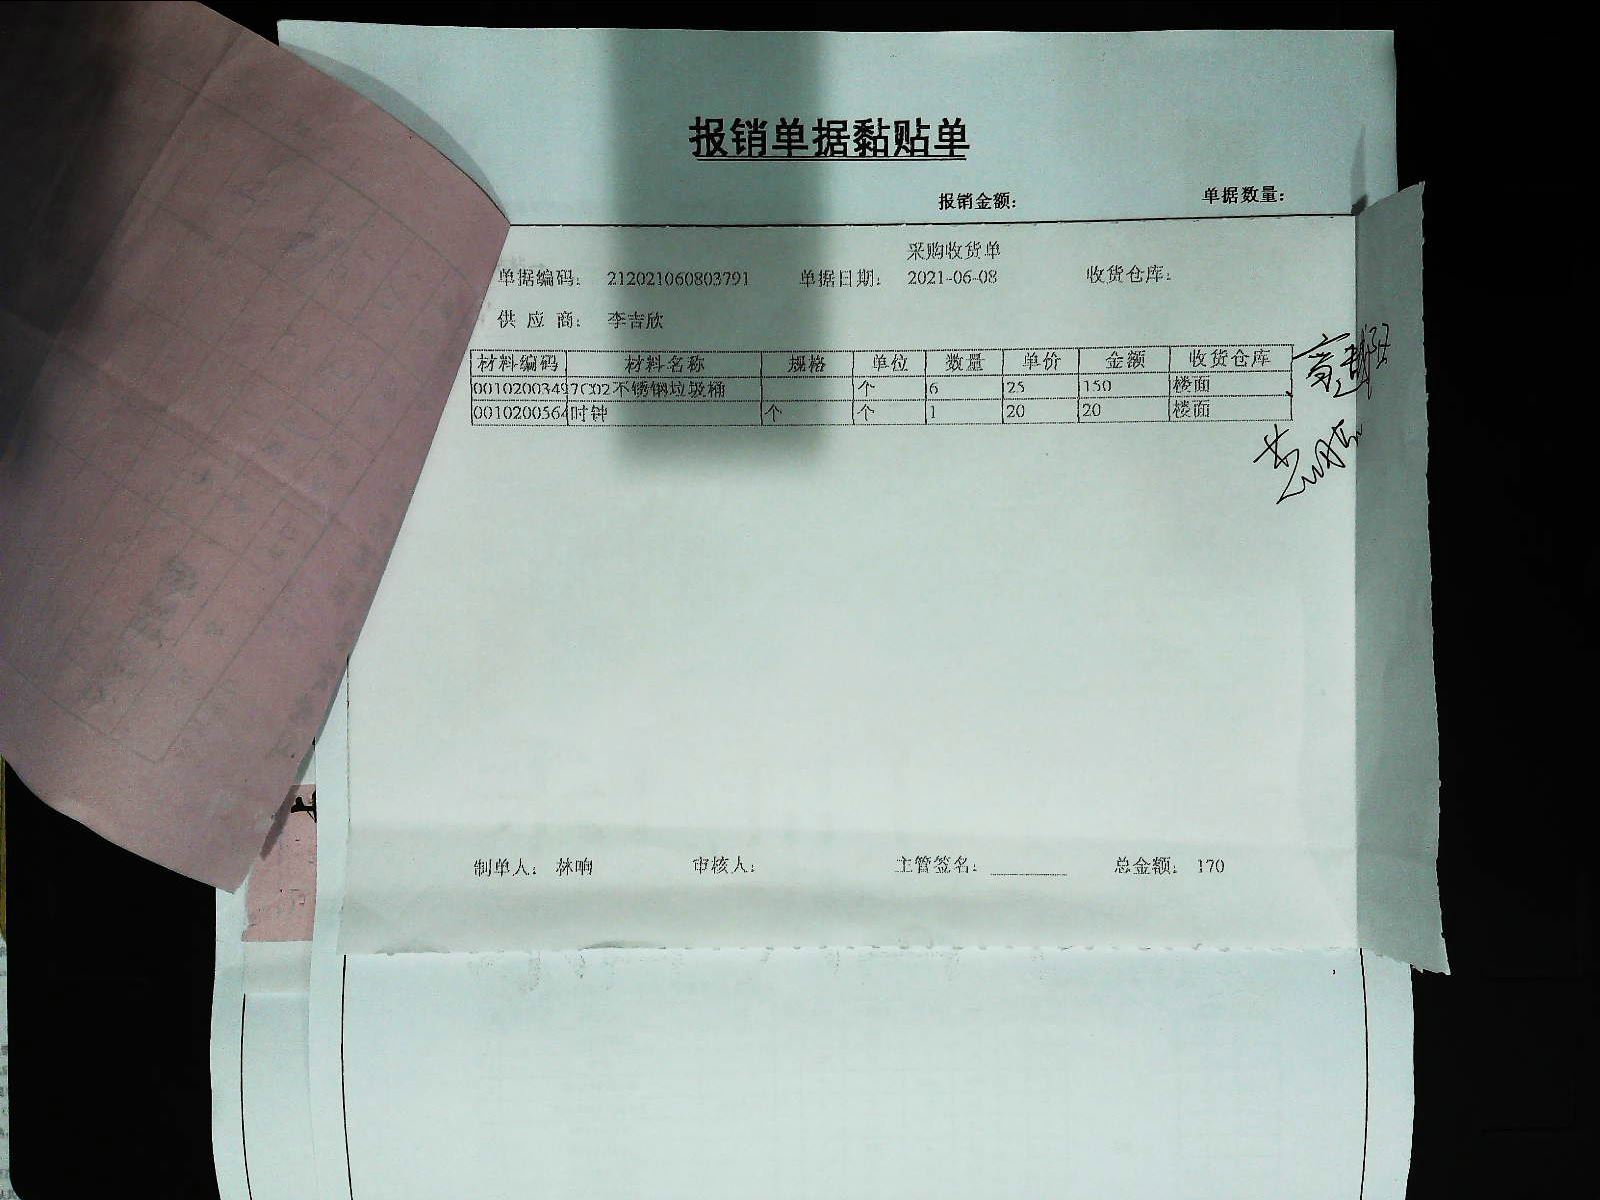 报销单据黏贴单
报销金额： 单据数量：
采购收货单
单据编码： 212021060803791 单据日期： 2021-06-08 收货仓库：
供 应 商： 李吉欣
材料编码 材料名称 规格 单位 数量 单价 金额 收货仓库
0010200349 7C02不锈钢垃圾桶 个 6 25 150 楼面
0010200564 时钟 个 个 1 20 20 楼面
制单人： 林响 审核人： 主管签名： 总金额： 170